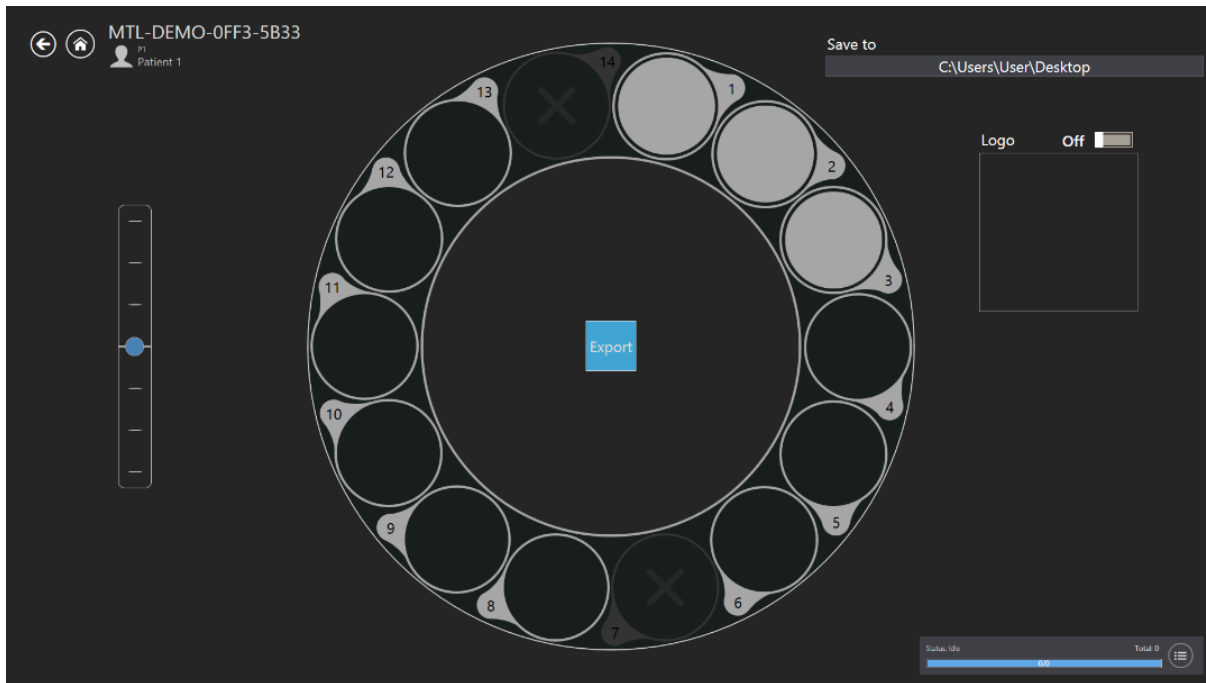 MTL-DEMO-0FF3-5B33
P1
Patient 1
Save to
C:\Users\User\Desktop
Logo Off
14
1
13
2
12
3
11
Export
4
10
5
9
6
8
7
Status: Idle Total: 0
0/0